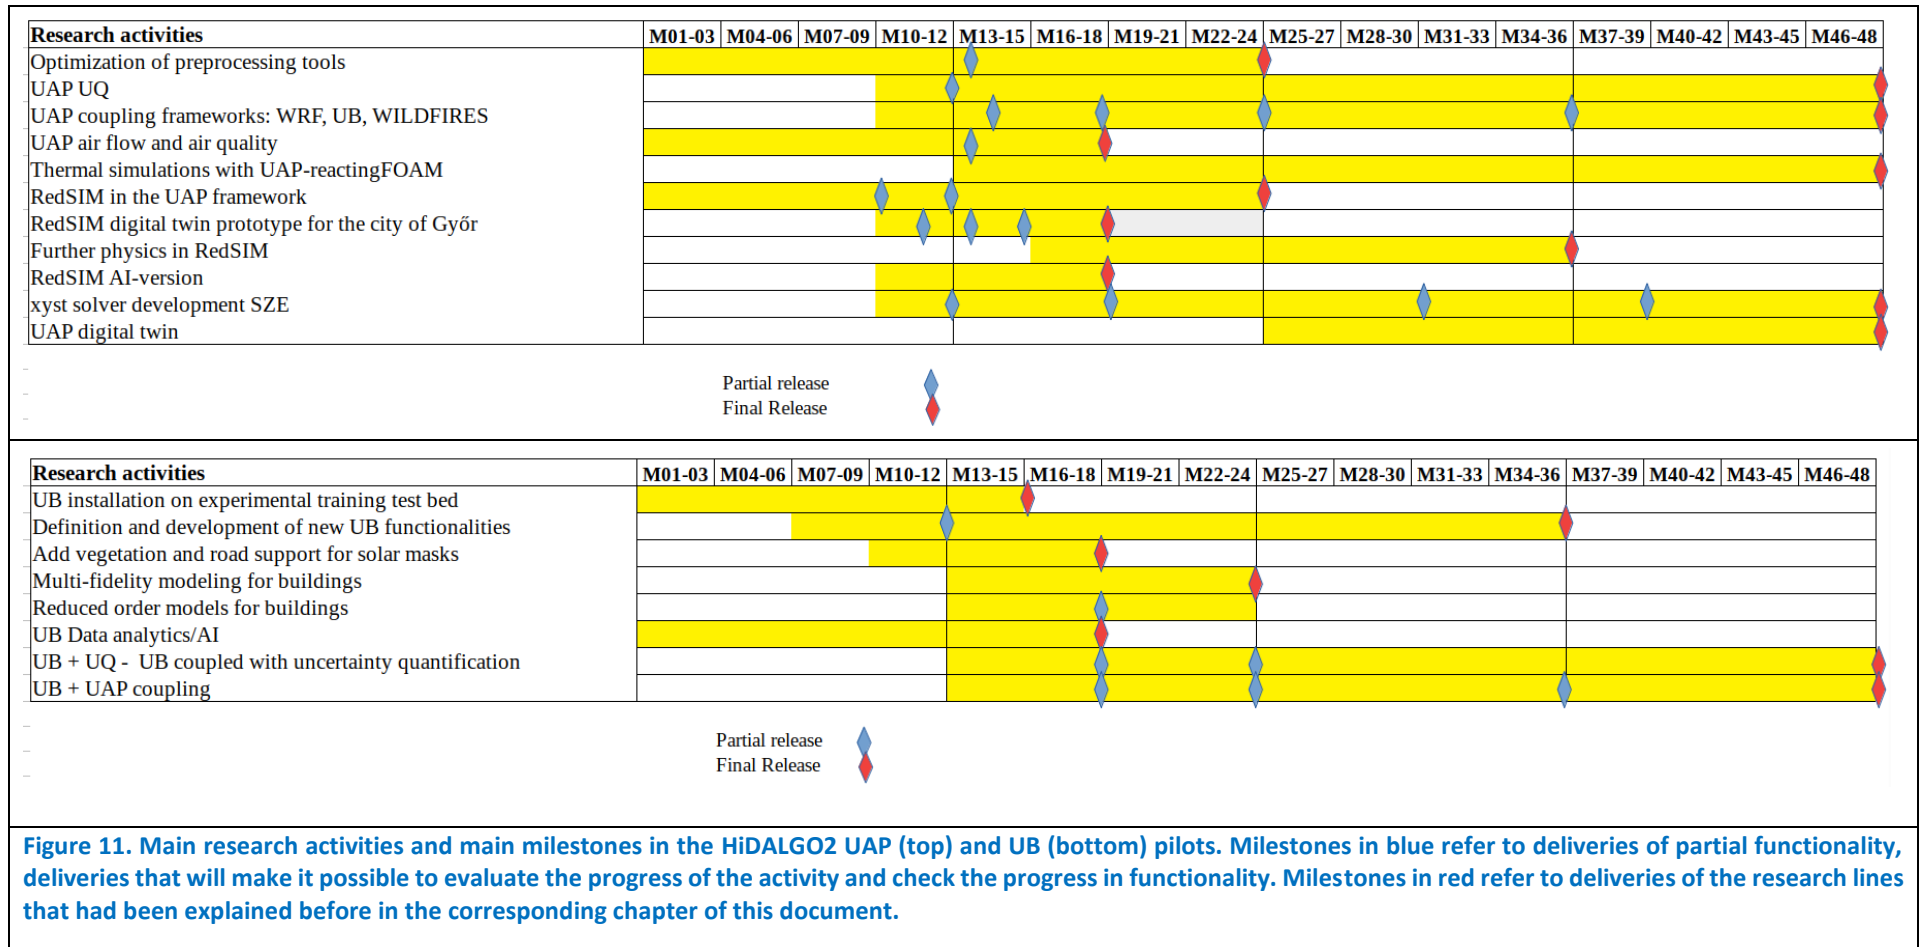 Research activities M01-03 M04-06 M07-09 M10-12 M13-15 M16-18 M19-21 M22-24 M25-27 M28-30 M31-33 M34-36 M37-39 M40-42 M43-45 M46-48
Optimization of preprocessing tools
UAP UQ
UAP coupling frameworks: WRF, UB, WILDFIRES
UAP air flow and air quality
Thermal simulations with UAP-reactingFOAM
RedSIM in the UAP framework
RedSIM digital twin prototype for the city of Győr
Further physics in RedSIM
RedSIM AI-version
xyst solver development SZE
UAP digital twin
Partial release
Final Release
Research activities M01-03 M04-06 M07-09 M10-12 M13-15 M16-18 M19-21 M22-24 M25-27 M28-30 M31-33 M34-36 M37-39 M40-42 M43-45 M46-48
UB installation on experimental training test bed
Definition and development of new UB functionalities
Add vegetation and road support for solar masks
Multi-fidelity modeling for buildings
Reduced order models for buildings
UB Data analytics/AI
UB + UQ - UB coupled with uncertainty quantification
UB + UAP coupling
Partial release
Final Release
Figure 11. Main research activities and main milestones in the HiDALGO2 UAP (top) and UB (bottom) pilots. Milestones in blue refer to deliveries of partial functionality,
deliveries that will make it possible to evaluate the progress of the activity and check the progress in functionality. Milestones in red refer to deliveries of the research lines
that had been explained before in the corresponding chapter of this document.